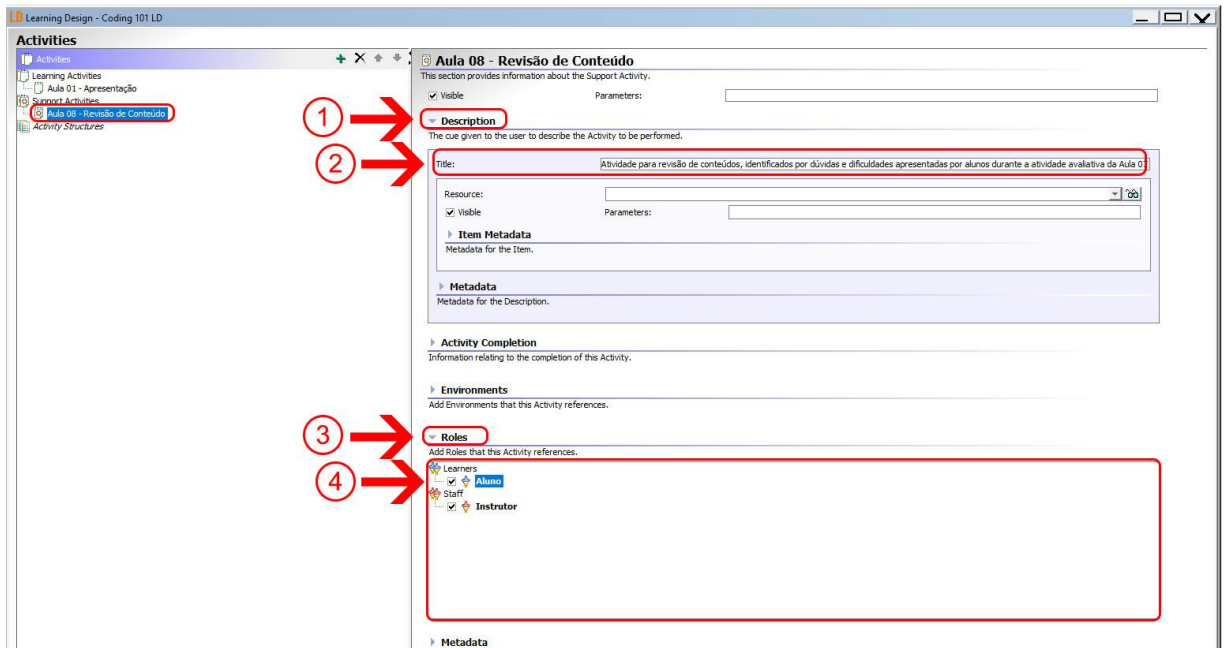 Learning Design - Coding 101 LD
Activities
Activities
Learning Activities
Aula 01 - Apresentação
Support Activities
Aula 08 - Revisão de Conteúdo
Activity Structures
Aula 08 - Revisão de Conteúdo
This section provides information about the Support Activity.
Visible Parameters:
1
Description
The cue given to the user to describe the Activity to be performed.
2
Title: Atividade para revisão de conteúdos, identificados por dúvidas e dificuldades apresentadas por alunos durante a atividade avaliativa da Aula
Resource:
Visible Parameters:
Item Metadata
Metadata for the Item.
Metadata
Metadata for the Description.
Activity Completion
Information relating to the completion of this Activity.
Environments
Add Environments that this Activity references.
3
Roles
Add Roles that this Activity references.
Learners
4
Aluno
Staff
Instrutor
Metadata